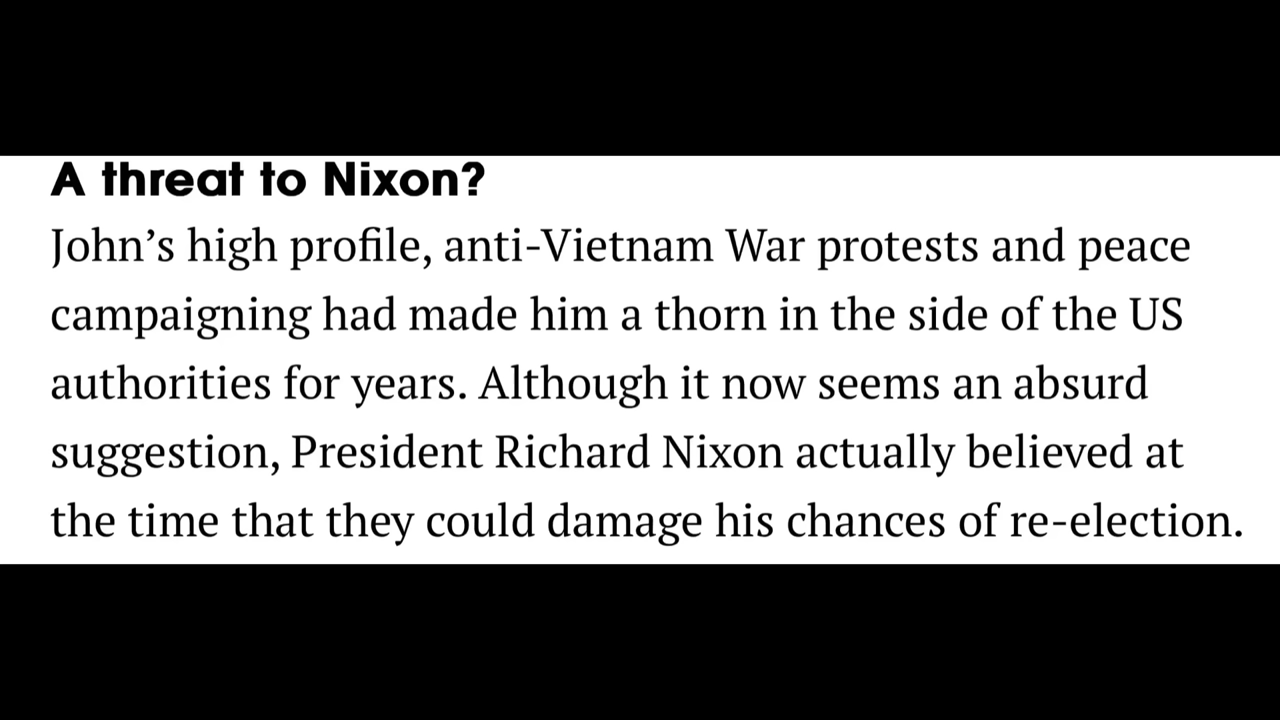 A threat to Nixon?
John’s high profile, anti-Vietnam War protests and peace
campaigning had made him a thorn in the side of the US
authorities for years. Although it now seems an absurd
suggestion, President Richard Nixon actually believed at
the time that they could damage his chances of re-election.